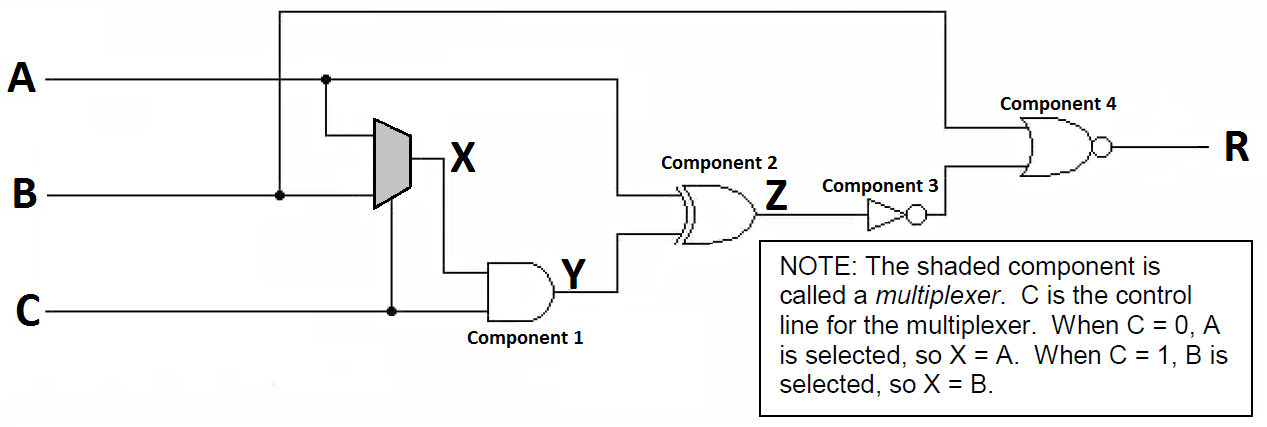 Component 4
A
R
Component 2
X
Component 3
Z
B
Y
C
Component 1
NOTE: The shaded component is
called a multiplexer. C is the control
line for the multiplexer. When C = 0, A
is selected, so X = A. When C = 1, B is
selected, so X = B.